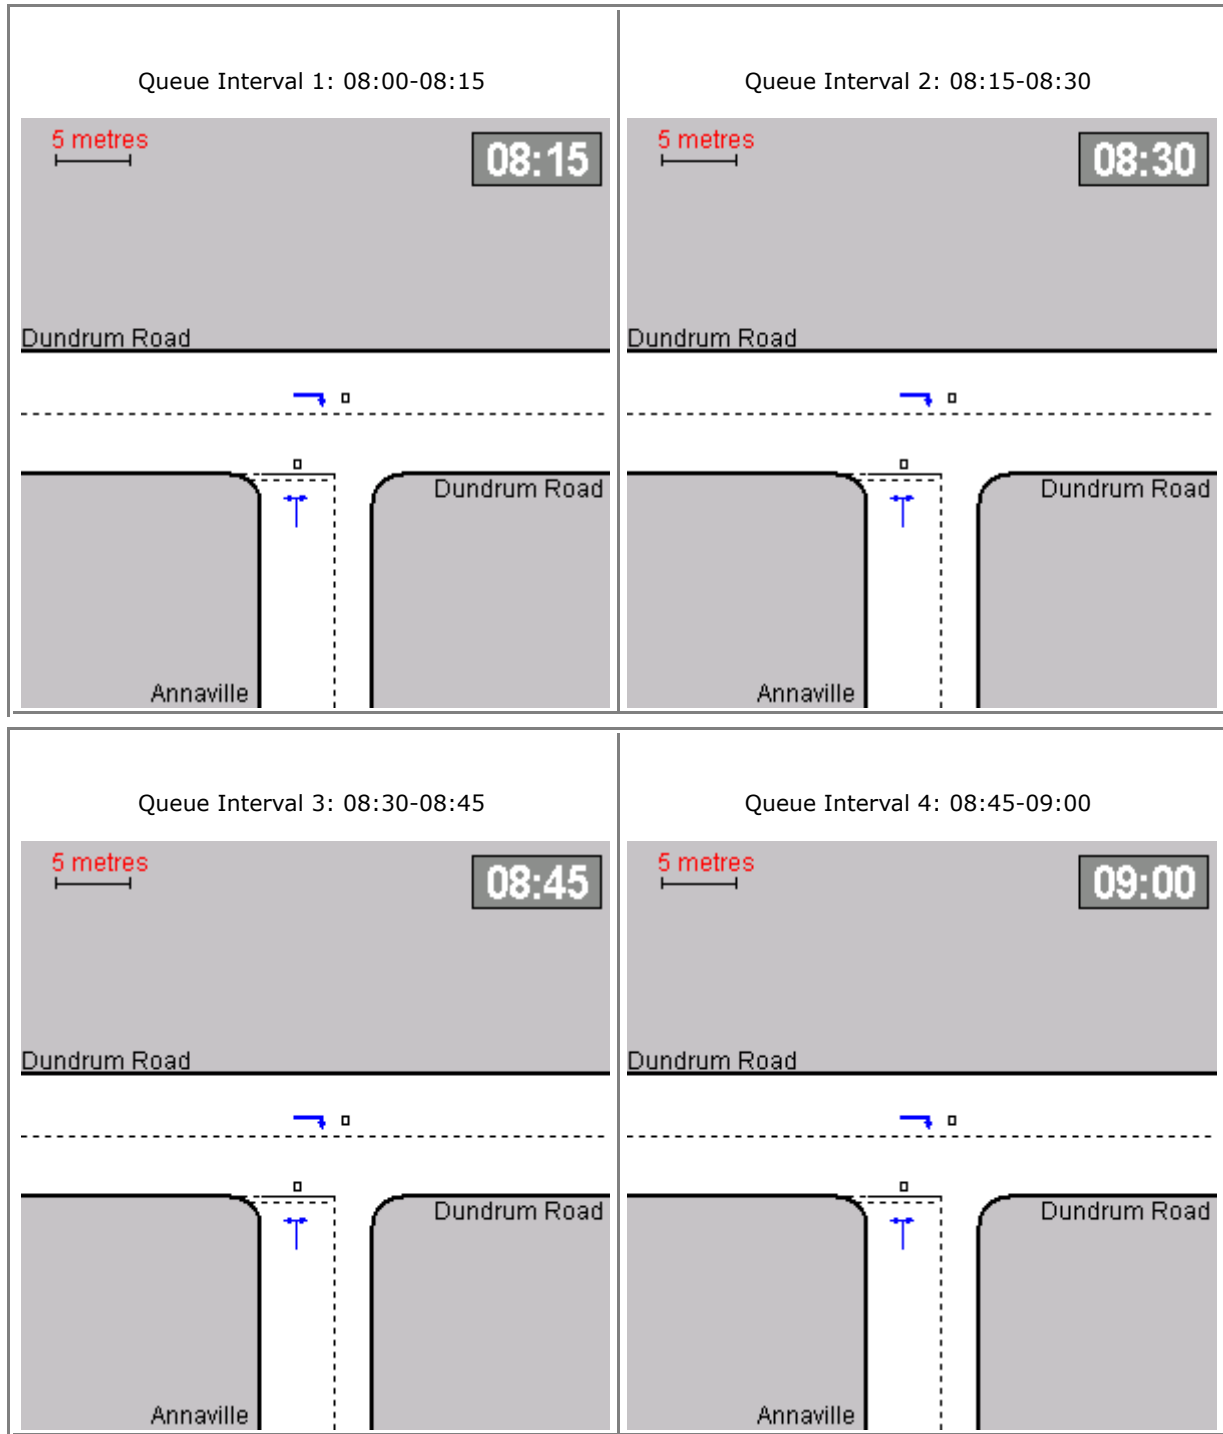 Queue Interval 1: 08:00-08:15
5 metres
08:15
Dundrum Road
Dundrum Road
Annaville
Queue Interval 2: 08:15-08:30
5 metres
08:30
Dundrum Road
Dundrum Road
Annaville
Queue Interval 3: 08:30-08:45
5 metres
08:45
Dundrum Road
Dundrum Road
Annaville
Queue Interval 4: 08:45-09:00
5 metres
09:00
Dundrum Road
Dundrum Road
Annaville